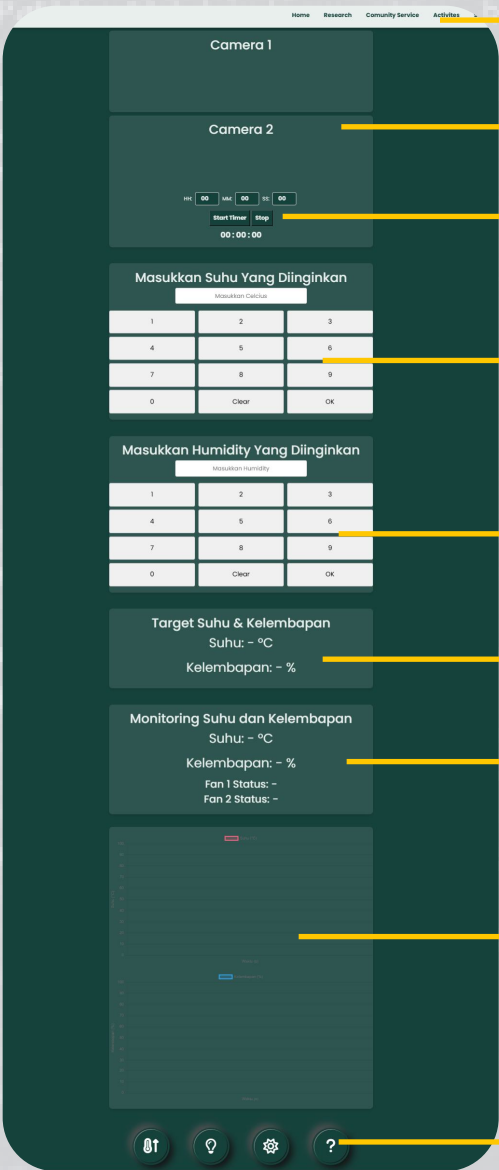 Home Research Comunity Service Activites
Camera 1
Camera 2
HH: 00 MM: 00 SS: 00
Start Timer Stop
00:00:00
Masukkan Suhu Yang Diinginkan
Masukkan Celcius
1 2 3
4 5 6
7 8 9
0 Clear OK
Masukkan Humidity Yang Diinginkan
Masukkan Humidity
1 2 3
4 5 6
7 8 9
0 Clear OK
Target Suhu & Kelembapan
Suhu: - °C
Kelembapan: - %
Monitoring Suhu dan Kelembapan
Suhu: - °C
Kelembapan: - %
Fan 1 Status: -
Fan 2 Status: -
?